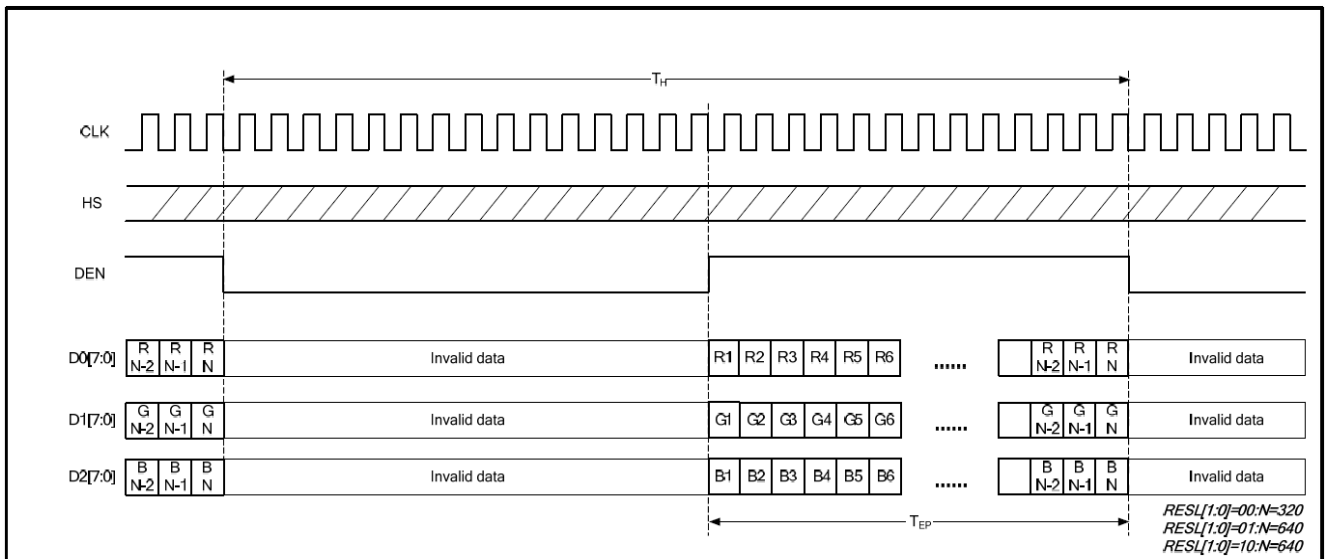 TH
CLK
HS
DEN
D0[7:0] R N-2 R N-1 R N Invalid data R1 R2 R3 R4 R5 R6 ...... R N-2 R N-1 R N Invalid data
D1[7:0] G N-2 G N-1 G N Invalid data G1 G2 G3 G4 G5 G6 ...... G N-2 G N-1 G N Invalid data
D2[7:0] B N-2 B N-1 B N Invalid data B1 B2 B3 B4 B5 B6 ...... B N-2 B N-1 B N Invalid data
TEP
RESL[1:0]=00:N=320
RESL[1:0]=01:N=640
RESL[1:0]=10:N=640